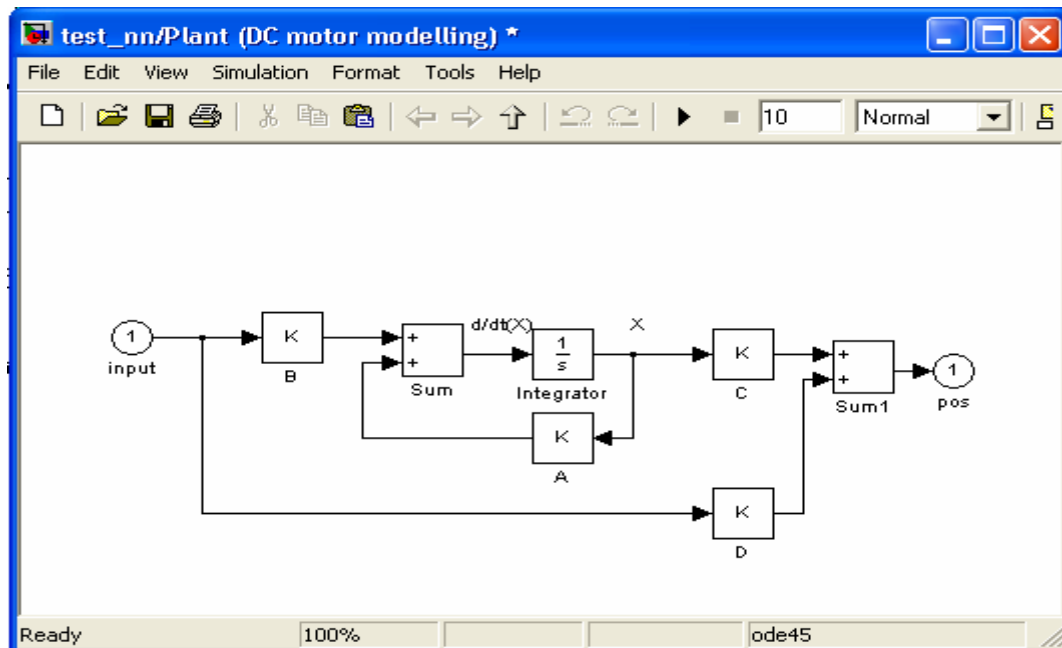 test_nn/Plant (DC motor modelling) *
File Edit View Simulation Format Tools Help
10 Normal
d/dt(X) X
1 K + + 1/s K + + 1
input B Sum Integrator C Sum1 pos
K
A
K
D
Ready 100% ode45